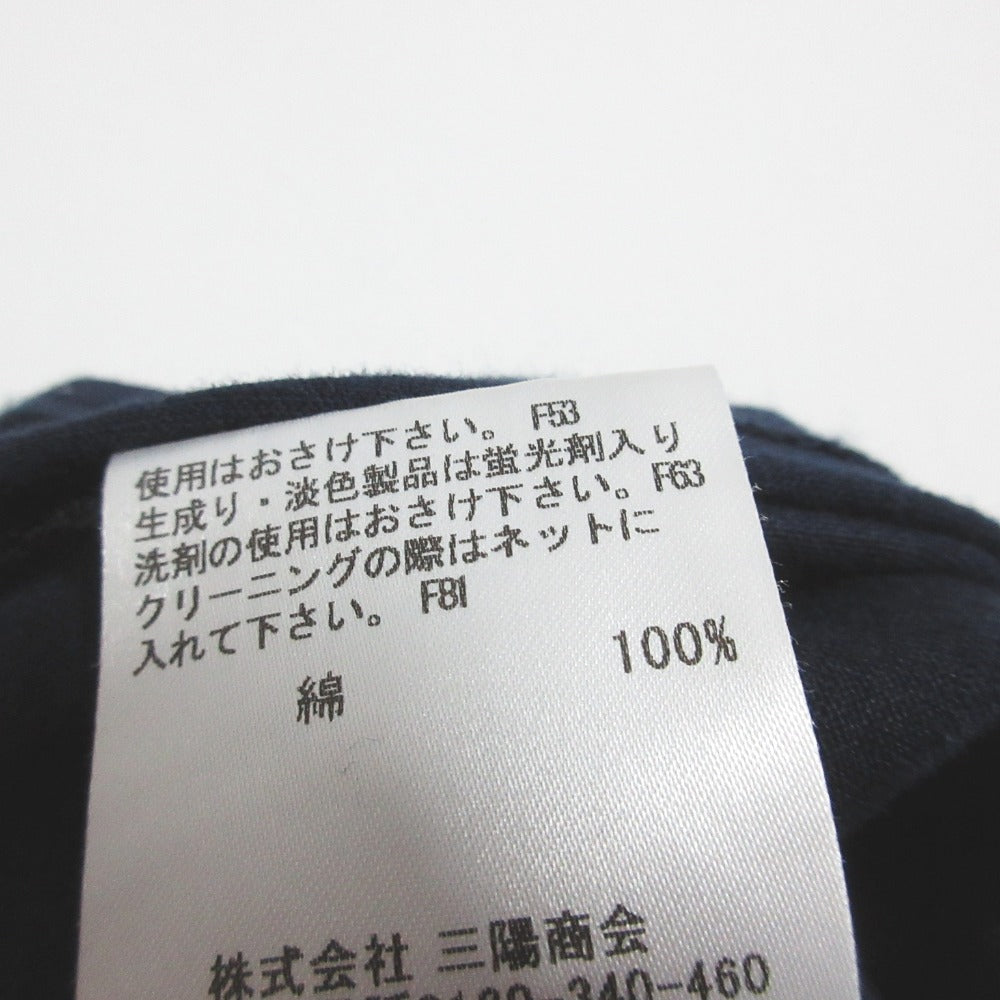 使用はおさけ下さい。 F53
生成り・淡色製品は蛍光剤入り
洗剤の使用はおさけ下さい。 F63
クリーニングの際はネットに
入れて下さい。 F81
綿 100%
株式会社 三陽商会
0120-340-460